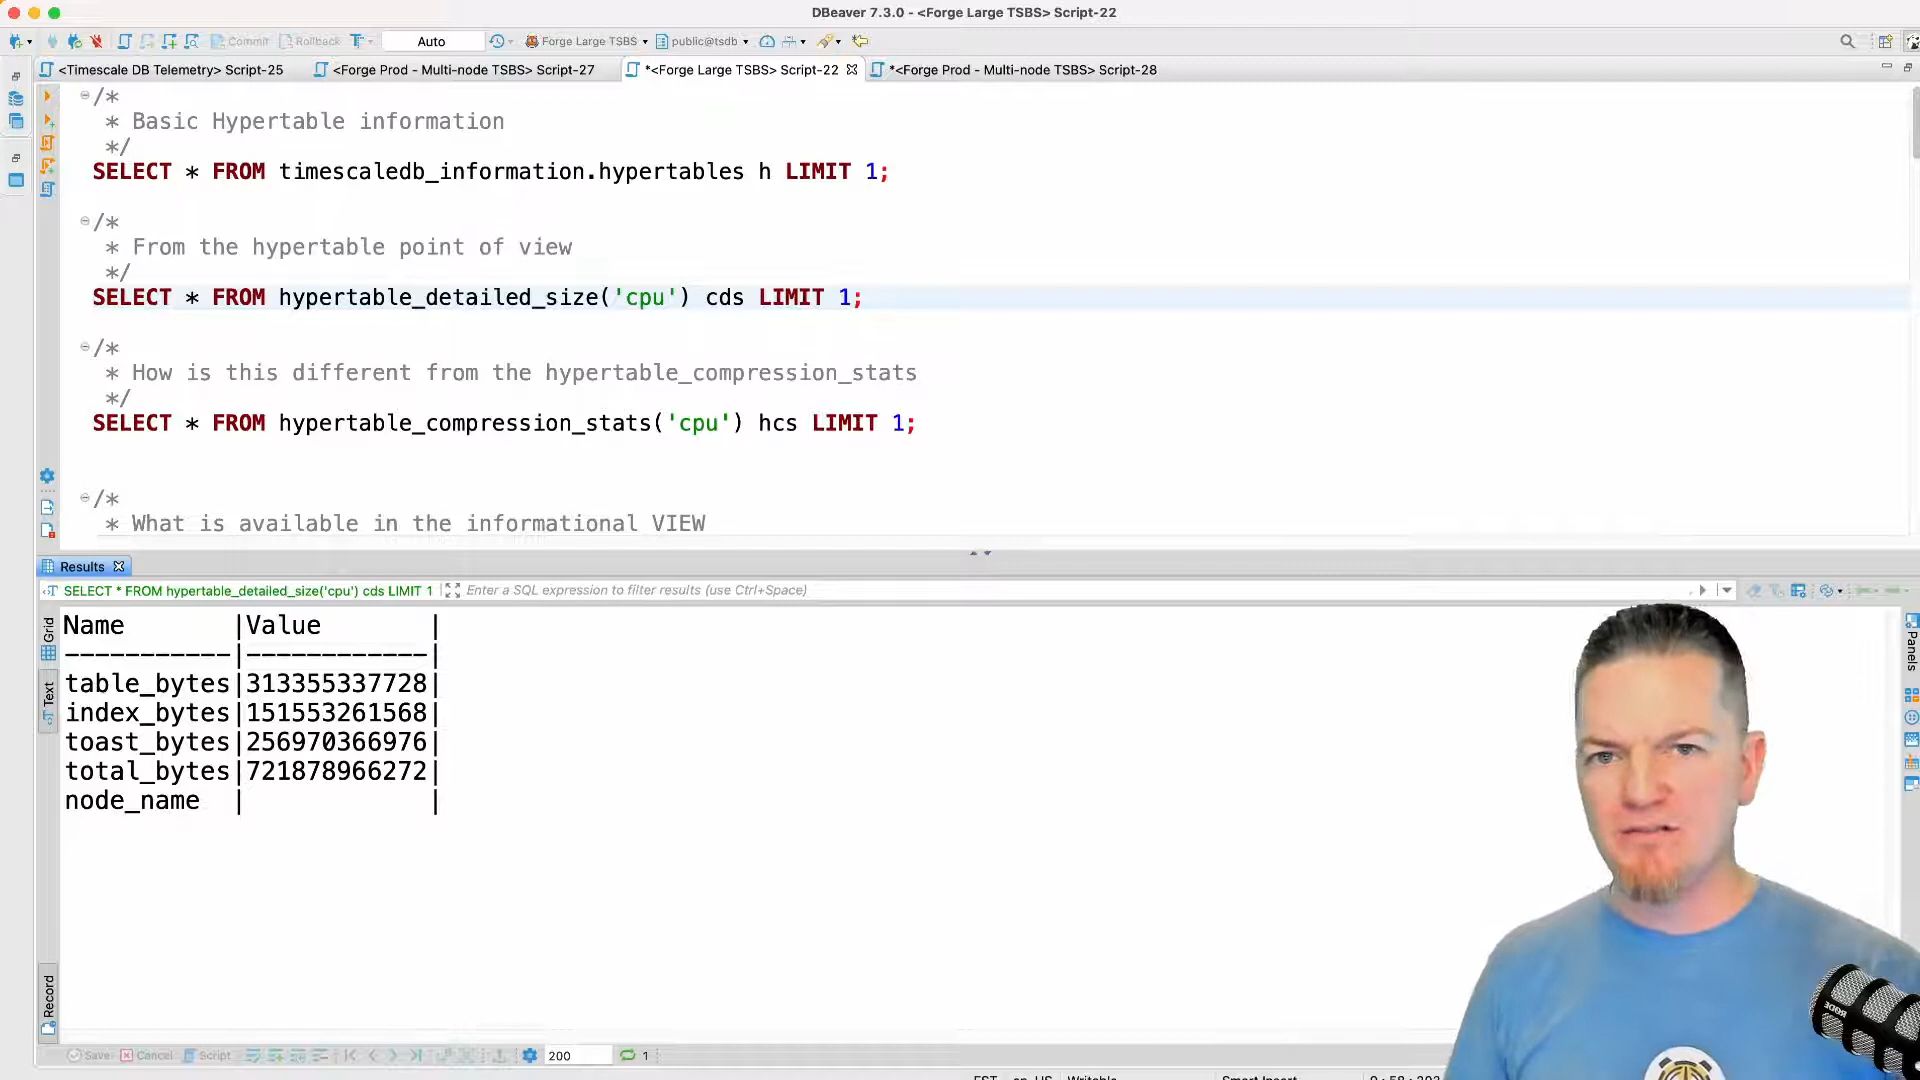 DBeaver 7.3.0 - <Forge Large TSBS> Script-22
Commit Rollback Auto Forge Large TSBS public@tsdb
<Timescale DB Telemetry> Script-25 <Forge Prod - Multi-node TSBS> Script-27 *<Forge Large TSBS> Script-22 *<Forge Prod - Multi-node TSBS> Script-28
/*
* Basic Hypertable information
*/
SELECT * FROM timescaledb_information.hypertables h LIMIT 1;
/*
* From the hypertable point of view
*/
SELECT * FROM hypertable_detailed_size('cpu') cds LIMIT 1;
/*
* How is this different from the hypertable_compression_stats
*/
SELECT * FROM hypertable_compression_stats('cpu') hcs LIMIT 1;
/*
* What is available in the informational VIEW
Results
SELECT * FROM hypertable_detailed_size('cpu') cds LIMIT 1 Enter a SQL expression to filter results (use Ctrl+Space)
Grid
Text
Record
Panels
Name |Value |
-----------|------------|
table_bytes|313355337728|
index_bytes|151553261568|
toast_bytes|256970366976|
total_bytes|721878966272|
node_name | |
RODE
Save Cancel Script 200 1